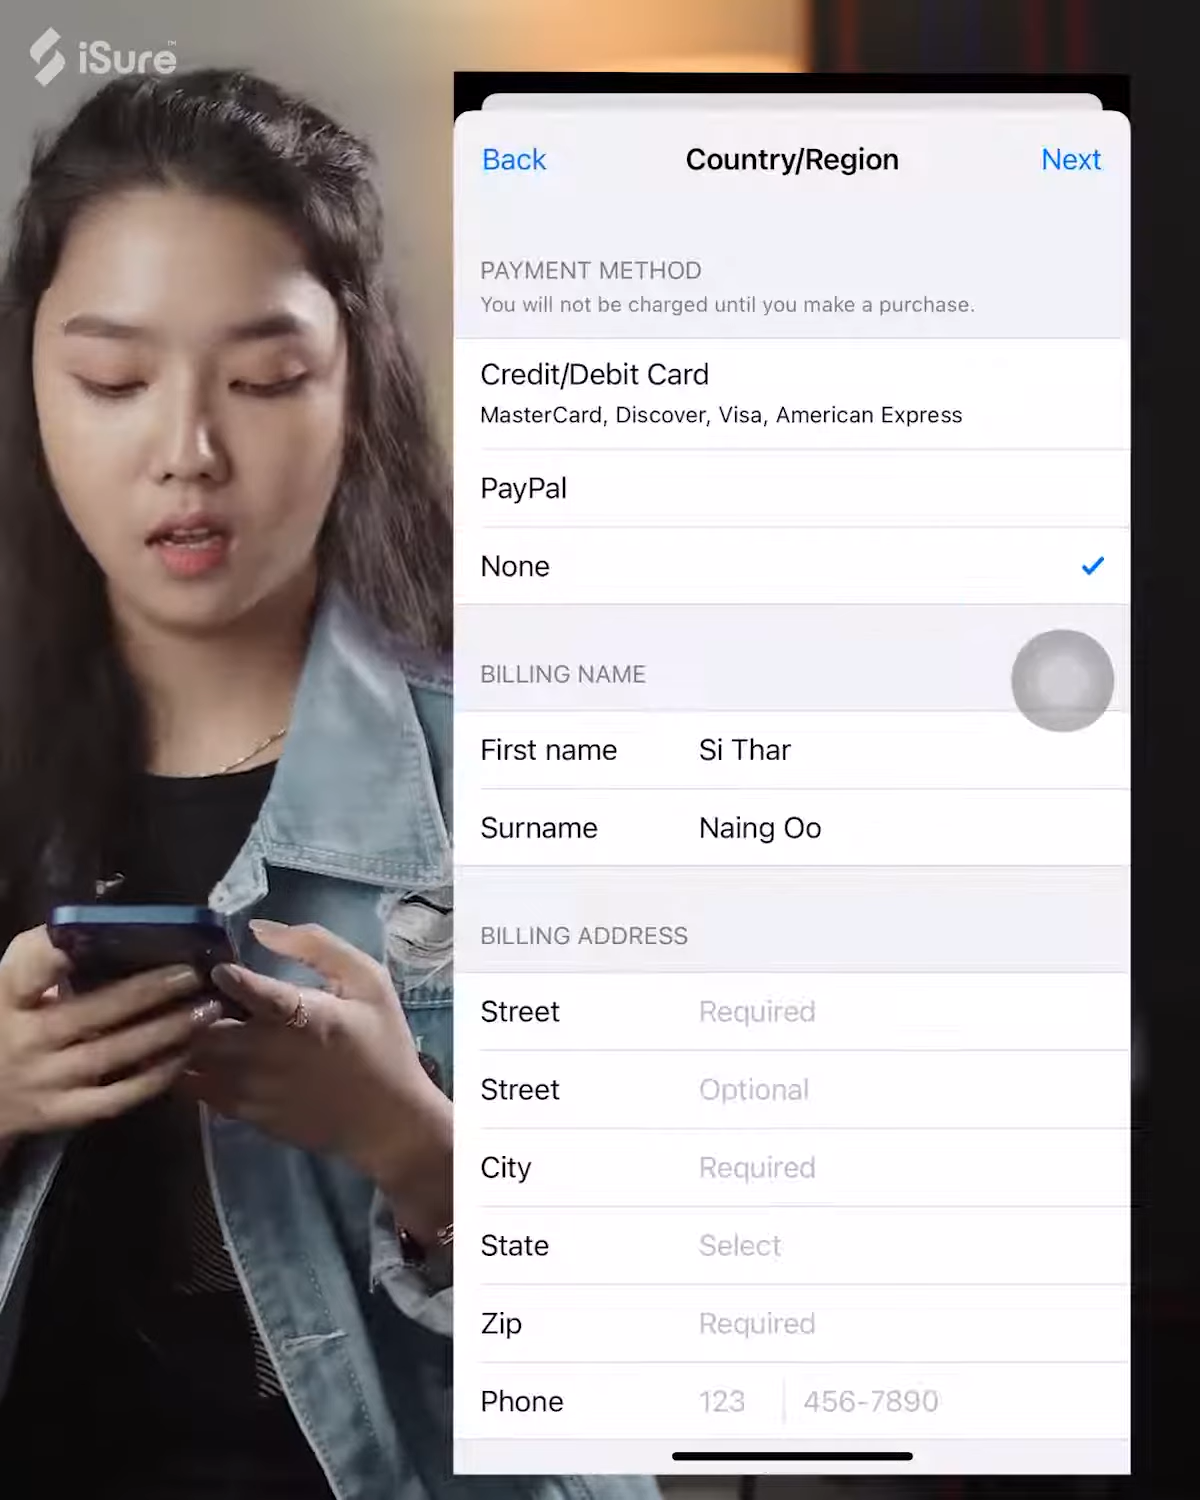 iSure™
Back Country/Region Next
PAYMENT METHOD
You will not be charged until you make a purchase.
Credit/Debit Card
MasterCard, Discover, Visa, American Express
PayPal
None
BILLING NAME
First name Si Thar
Surname Naing Oo
BILLING ADDRESS
Street Required
Street Optional
City Required
State Select
Zip Required
Phone 123 456-7890